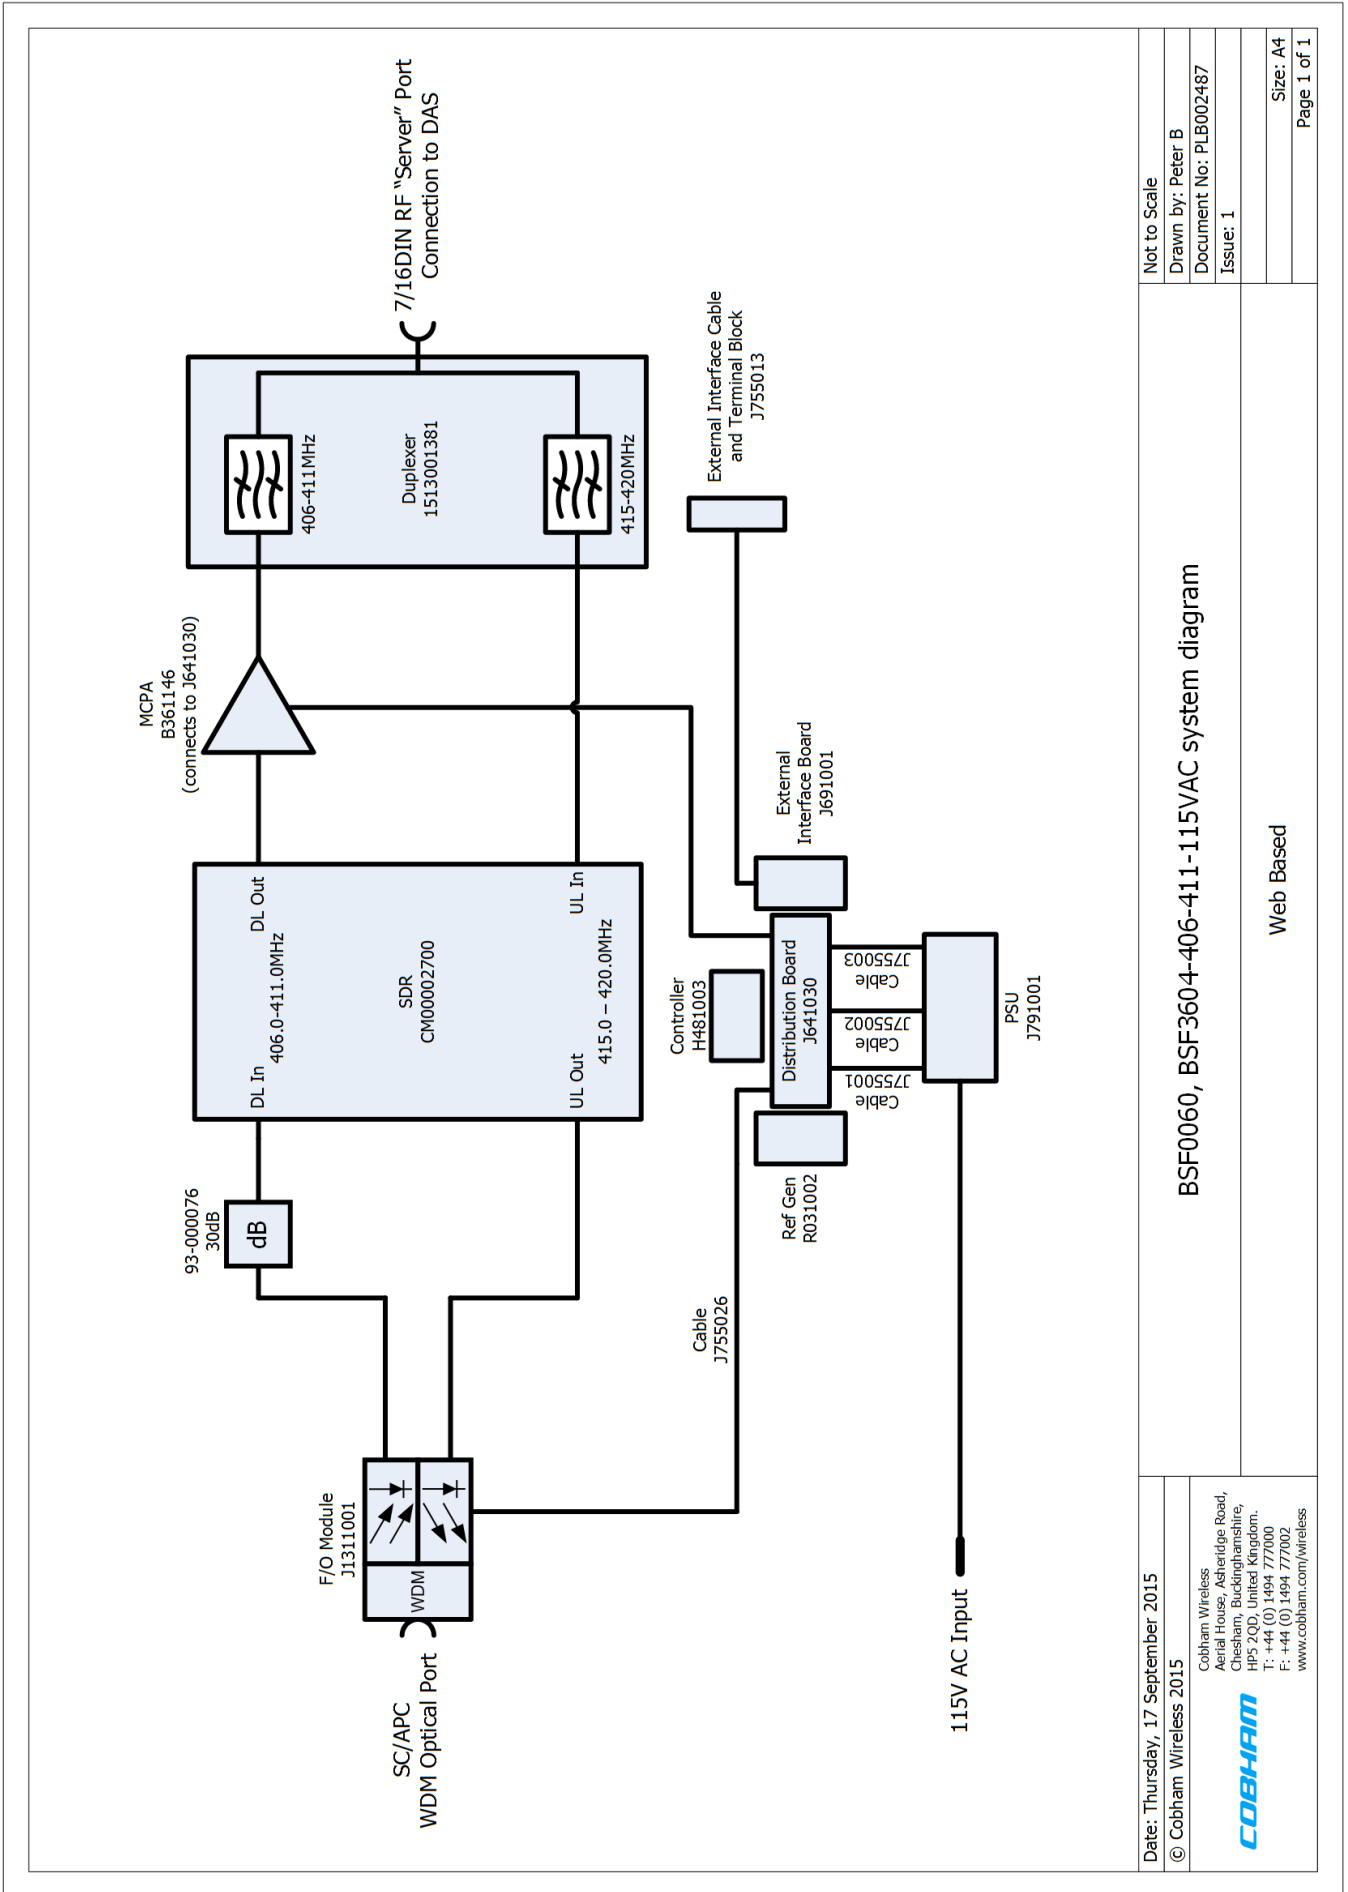 SC/APC
WDM Optical Port
F/O Module
J1311001
WDM
93-000076
30dB
dB
DL In
DL Out
406.0-411.0MHz
SDR
CM00002700
UL Out
UL In
415.0 – 420.0MHz
MCPA
B361146
(connects to J641030)
406-411MHz
Duplexer
1513001381
415-420MHz
7/16DIN RF “Server” Port
Connection to DAS
Cable
J755026
Controller
H481003
Ref Gen
R031002
Distribution Board
J641030
External
Interface Board
J691001
External Interface Cable
and Terminal Block
J755013
Cable
J755001
Cable
J755002
Cable
J755003
PSU
J791001
115V AC Input
Date: Thursday, 17 September 2015
© Cobham Wireless 2015
COBHAM
Cobham Wireless
Aerial House, Asheridge Road,
Chesham, Buckinghamshire,
HP5 2QD, United Kingdom.
T: +44 (0) 1494 777000
F: +44 (0) 1494 777002
www.cobham.com/wireless
BSF0060, BSF3604-406-411-115VAC system diagram
Web Based
Not to Scale
Drawn by: Peter B
Document No: PLB002487
Issue: 1
Size: A4
Page 1 of 1